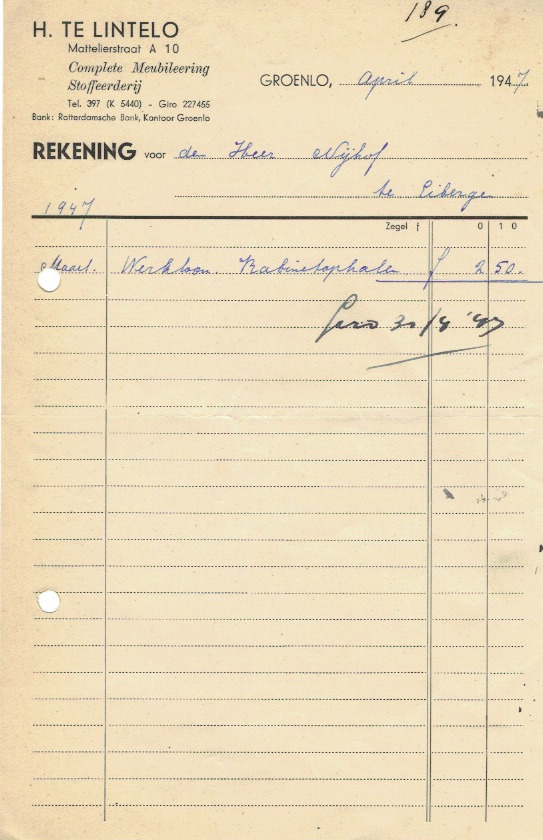 189.
H. TE LINTELO
Mattelierstraat A 10
Complete Meubileering
Stoffeerderij
Tel. 397 (K 5440) - Giro 227455
Bank: Rotterdamsche Bank, Kantoor Groenlo
GROENLO, April 1947.
REKENING voor den Heer Nijhof
te Eibergen
1947
Zegel f 0 10
Maart. Werkloon Kabinetophalen f 2 50.-
Giro 30/4 '47